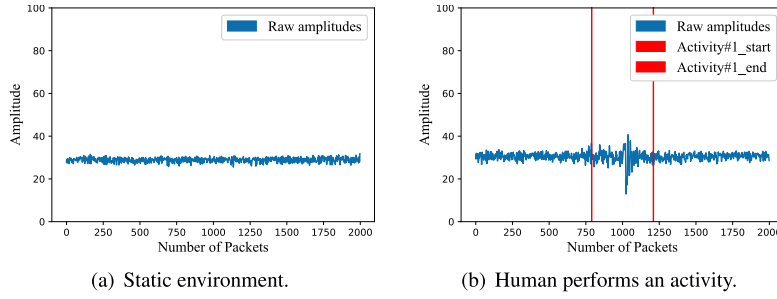 100
80
60
40
20
0
Amplitude
Raw amplitudes
0 250 500 750 1000 1250 1500 1750 2000
Number of Packets
(a) Static environment.
100
80
60
40
20
0
Amplitude
Raw amplitudes
Activity#1_start
Activity#1_end
0 250 500 750 1000 1250 1500 1750 2000
Number of Packets
(b) Human performs an activity.